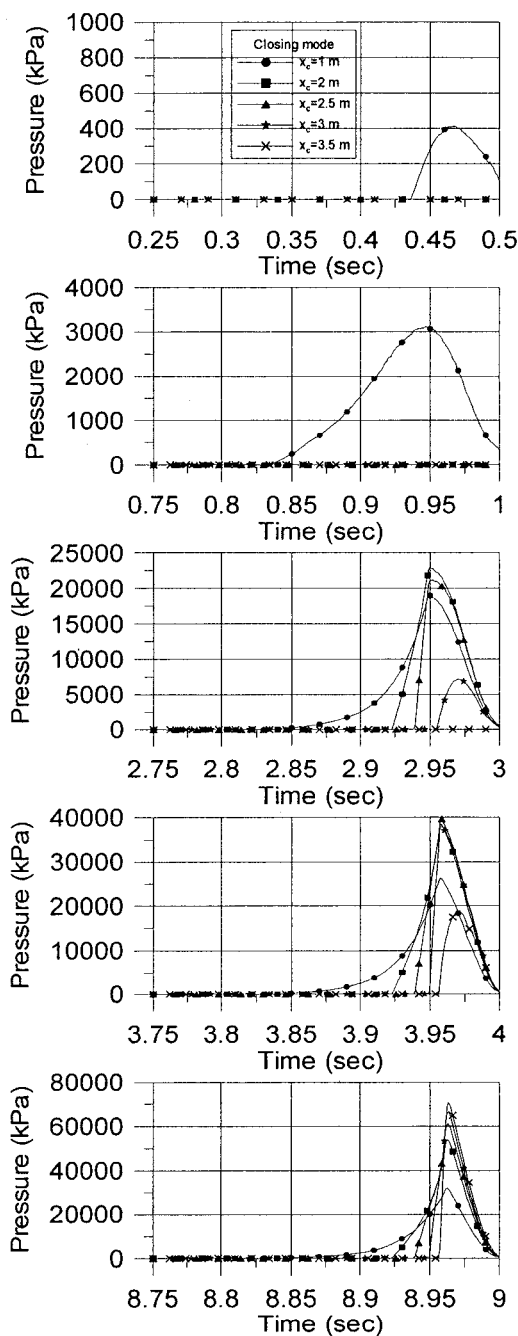 1000
800
600
400
200
0
Pressure (kPa)
Closing mode
x_c=1 m
x_c=2 m
x_c=2.5 m
x_c=3 m
x_c=3.5 m
0.25 0.3 0.35 0.4 0.45 0.5
Time (sec)
4000
3000
2000
1000
0
Pressure (kPa)
0.75 0.8 0.85 0.9 0.95 1
Time (sec)
25000
20000
15000
10000
5000
0
Pressure (kPa)
2.75 2.8 2.85 2.9 2.95 3
Time (sec)
40000
30000
20000
10000
0
Pressure (kPa)
3.75 3.8 3.85 3.9 3.95 4
Time (sec)
80000
60000
40000
20000
0
Pressure (kPa)
8.75 8.8 8.85 8.9 8.95 9
Time (sec)